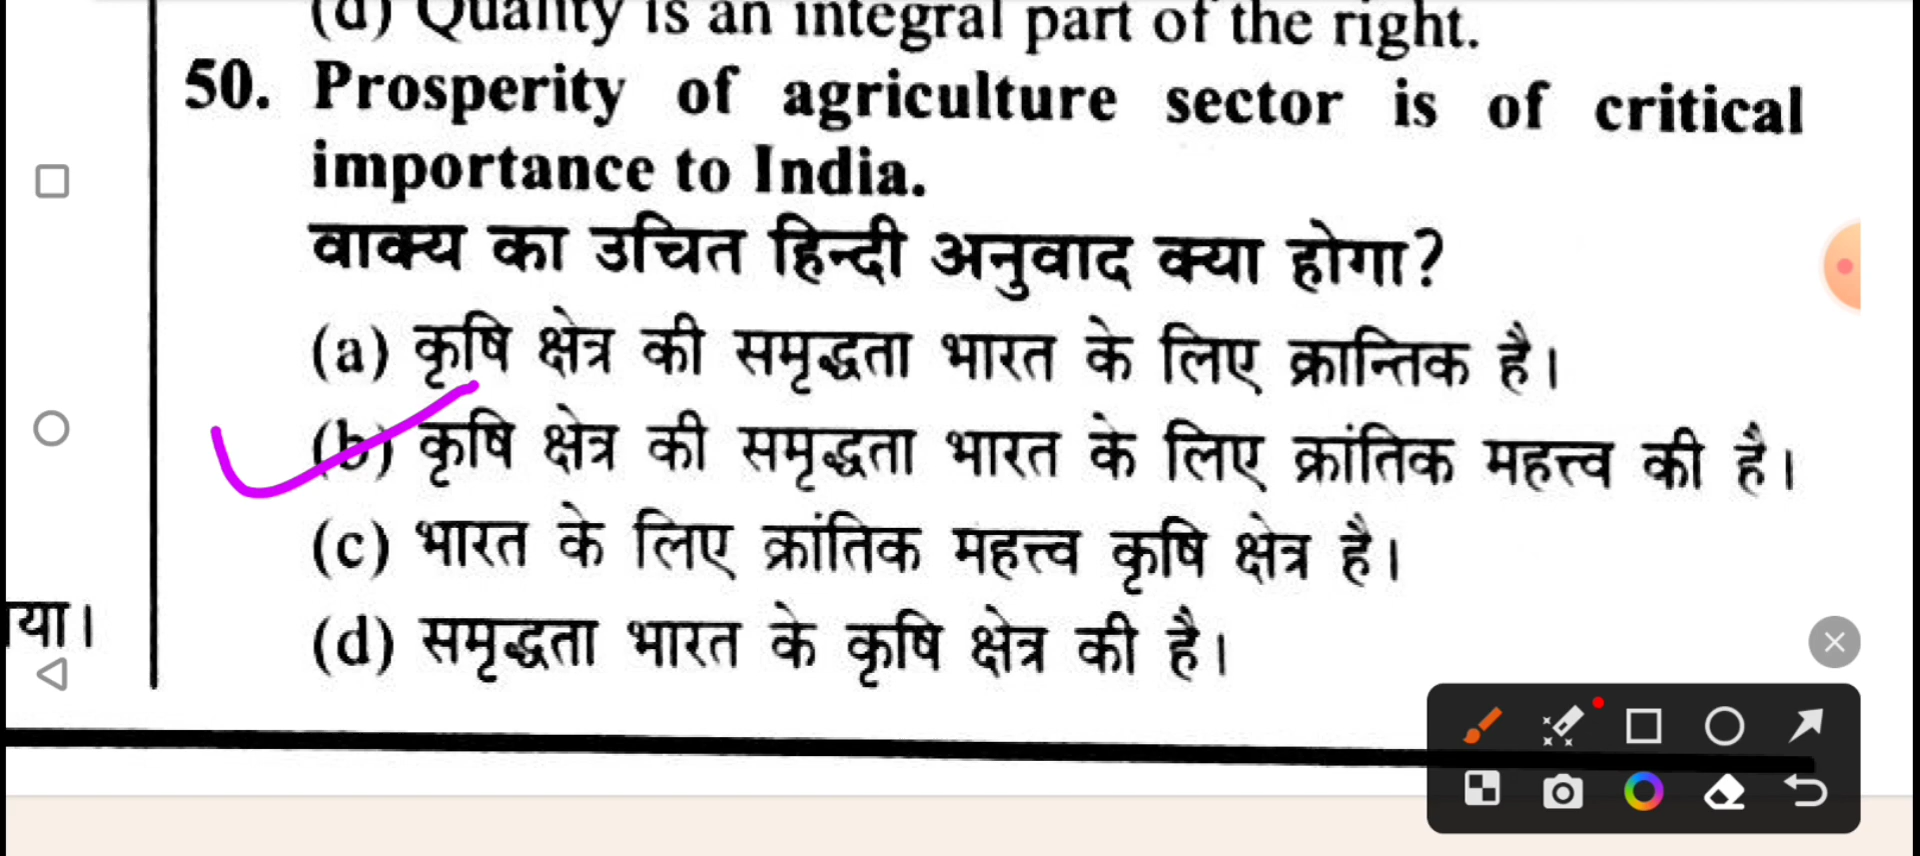 (d) Quality is an integral part of the right.
50. Prosperity of agriculture sector is of critical
importance to India.
वाक्य का उचित हिन्दी अनुवाद क्या होगा?
(a) कृषि क्षेत्र की समृद्धता भारत के लिए क्रान्तिक है।
(b) कृषि क्षेत्र की समृद्धता भारत के लिए क्रांतिक महत्त्व की है।
(c) भारत के लिए क्रांतिक महत्त्व कृषि क्षेत्र है।
या।
(d) समृद्धता भारत के कृषि क्षेत्र की है।